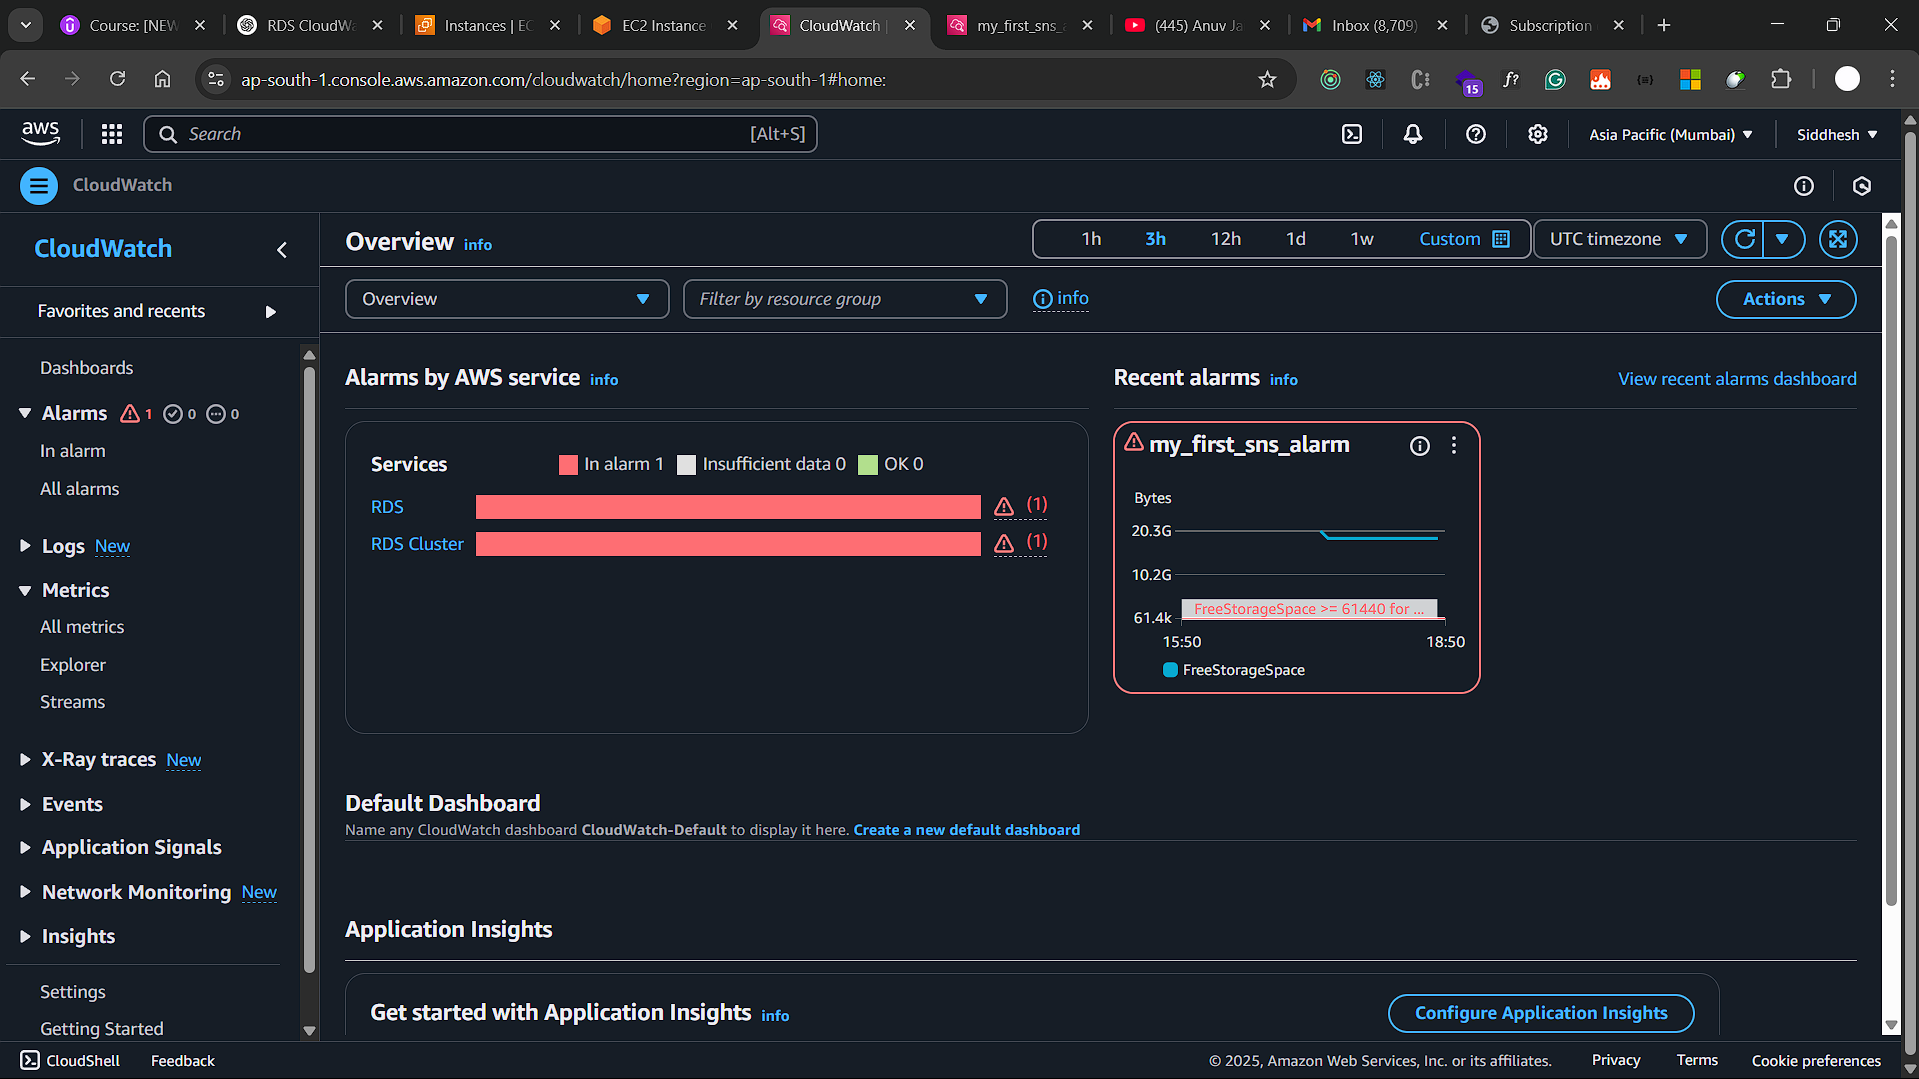 Course: [NEW
RDS CloudWa
Instances | EC
EC2 Instance
CloudWatch |
my_first_sns_a
(445) Anuv Ja
Inbox (8,709)
Subscription
ap-south-1.console.aws.amazon.com/cloudwatch/home?region=ap-south-1#home:
15
f?
aws
Search
[Alt+S]
Asia Pacific (Mumbai)
Siddhesh
CloudWatch
CloudWatch
Favorites and recents
Dashboards
Alarms 1 0 0
In alarm
All alarms
Logs New
Metrics
All metrics
Explorer
Streams
X-Ray traces New
Events
Application Signals
Network Monitoring New
Insights
Settings
Getting Started
Overview info
1h 3h 12h 1d 1w Custom
UTC timezone
Overview
Filter by resource group
info
Actions
Alarms by AWS service info
Services
In alarm 1 Insufficient data 0 OK 0
RDS (1)
RDS Cluster (1)
Recent alarms info
View recent alarms dashboard
my_first_sns_alarm
Bytes
20.3G
10.2G
61.4k
FreeStorageSpace >= 61440 for ...
15:50 18:50
FreeStorageSpace
Default Dashboard
Name any CloudWatch dashboard CloudWatch-Default to display it here. Create a new default dashboard
Application Insights
Get started with Application Insights info
Configure Application Insights
CloudShell
Feedback
© 2025, Amazon Web Services, Inc. or its affiliates.
Privacy
Terms
Cookie preferences